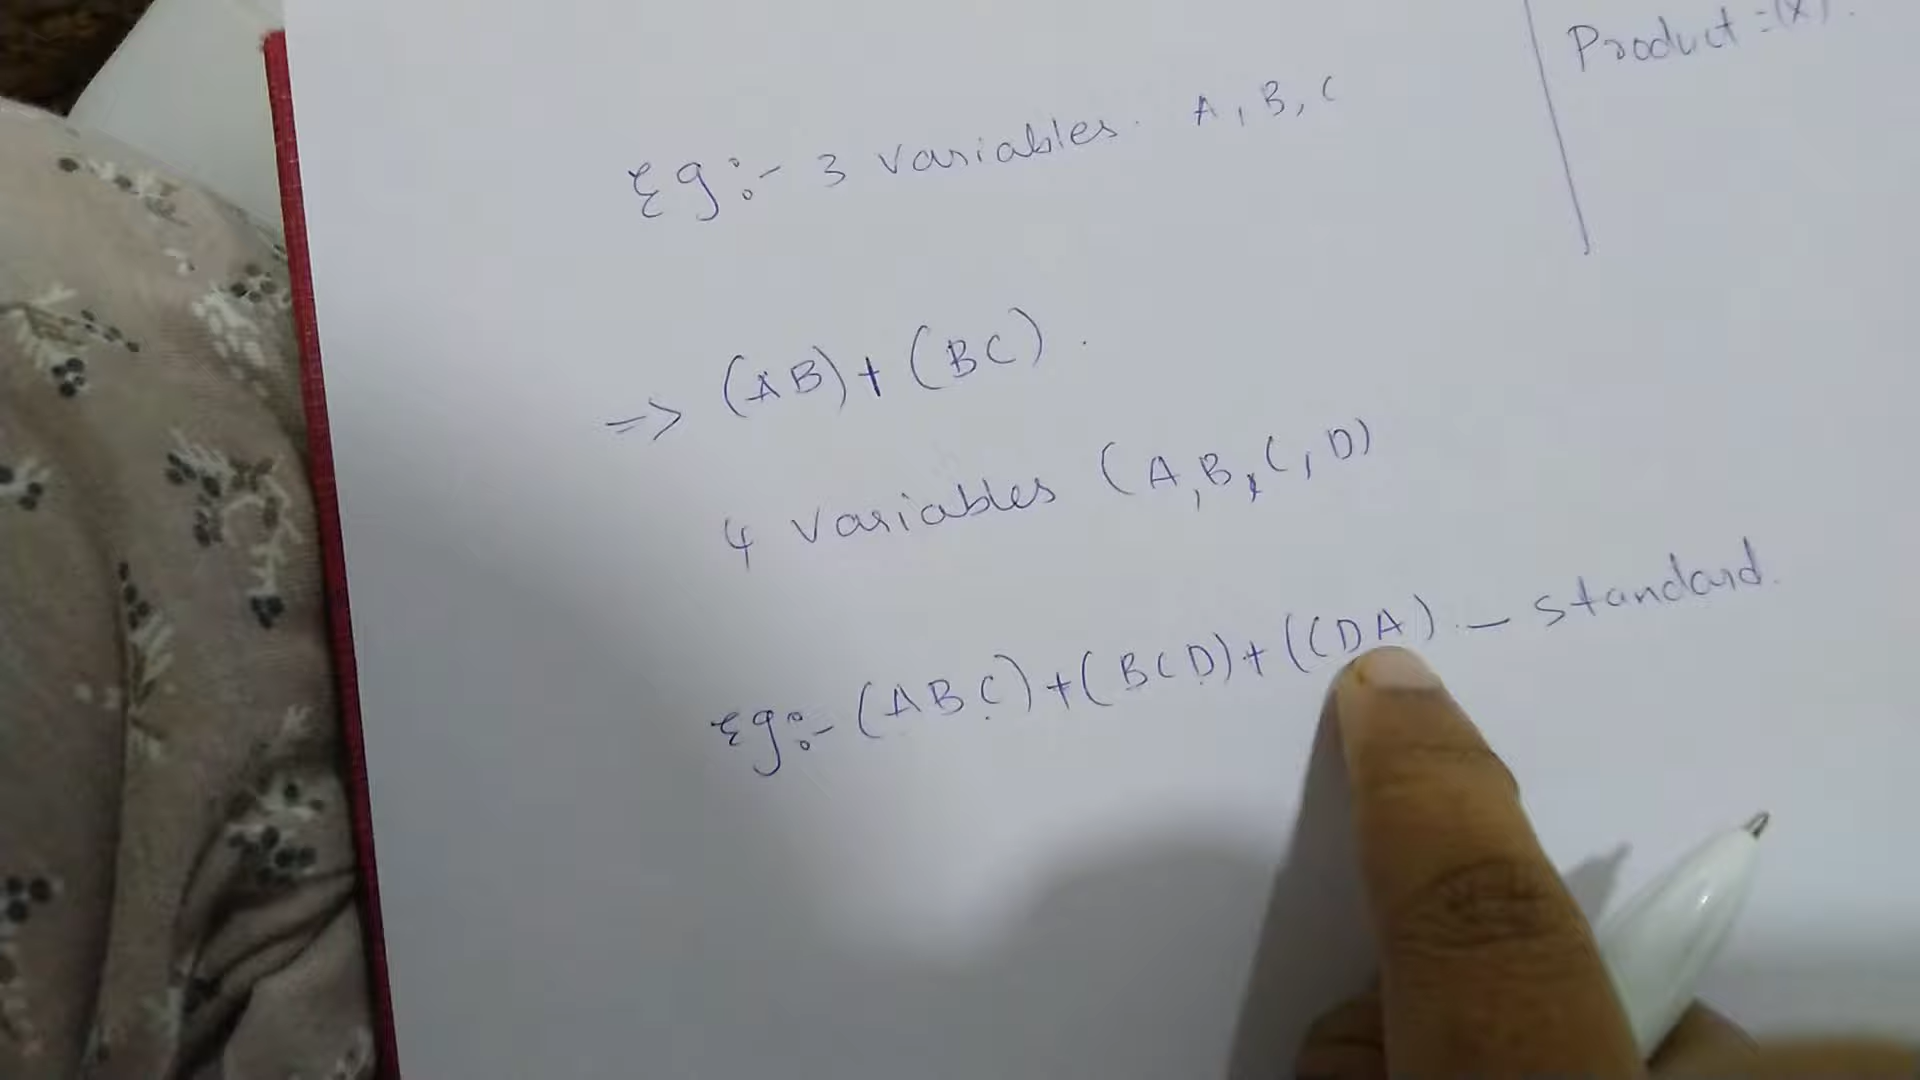 Product =(x).
Eg:- 3 variables. A, B, C
=> (AB)+(BC).
4 variables (A,B,C,D)
Eg:- (ABC)+(BCD)+(CDA) - standard.